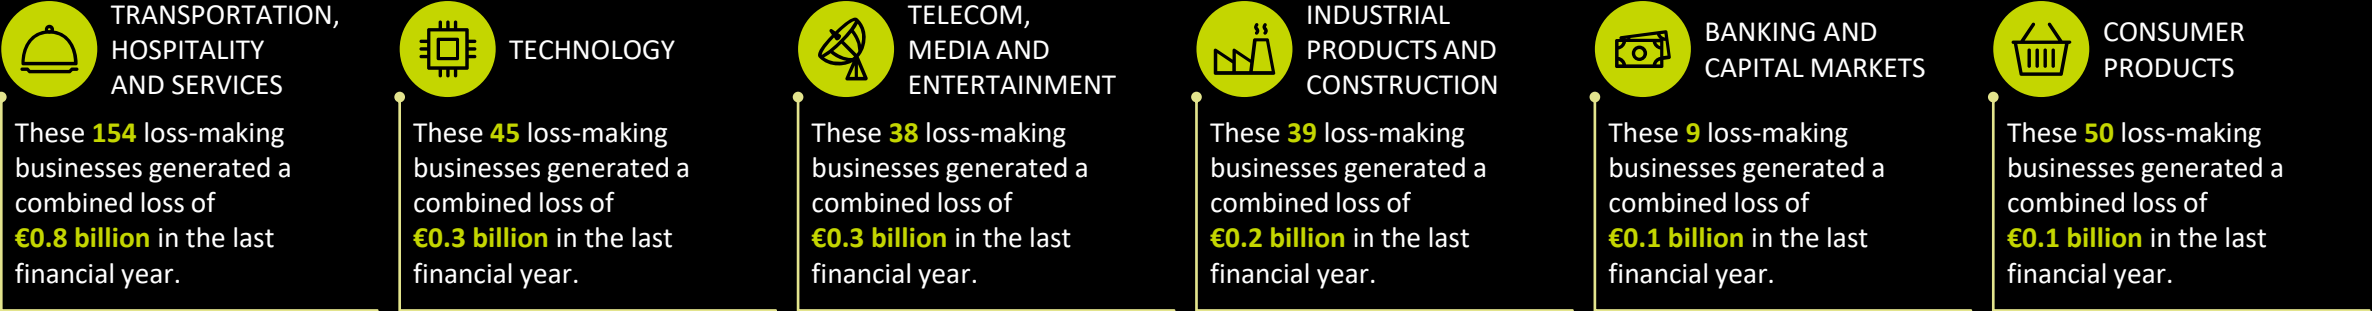 TRANSPORTATION,
HOSPITALITY
AND SERVICES
These 154 loss-making
businesses generated a
combined loss of
€0.8 billion in the last
financial year.
TECHNOLOGY
These 45 loss-making
businesses generated a
combined loss of
€0.3 billion in the last
financial year.
TELECOM,
MEDIA AND
ENTERTAINMENT
These 38 loss-making
businesses generated a
combined loss of
€0.3 billion in the last
financial year.
INDUSTRIAL
PRODUCTS AND
CONSTRUCTION
These 39 loss-making
businesses generated a
combined loss of
€0.2 billion in the last
financial year.
BANKING AND
CAPITAL MARKETS
These 9 loss-making
businesses generated a
combined loss of
€0.1 billion in the last
financial year.
CONSUMER
PRODUCTS
These 50 loss-making
businesses generated a
combined loss of
€0.1 billion in the last
financial year.